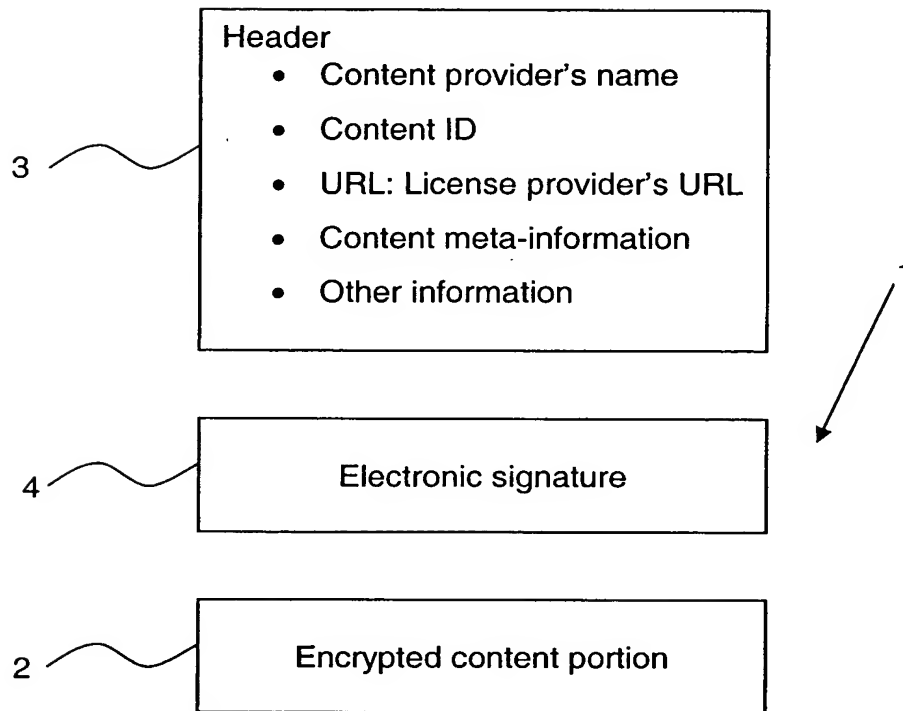 Header
• Content provider's name
• Content ID
3
• URL: License provider's URL
• Content meta-information
• Other information
4
Electronic signature
2
Encrypted content portion